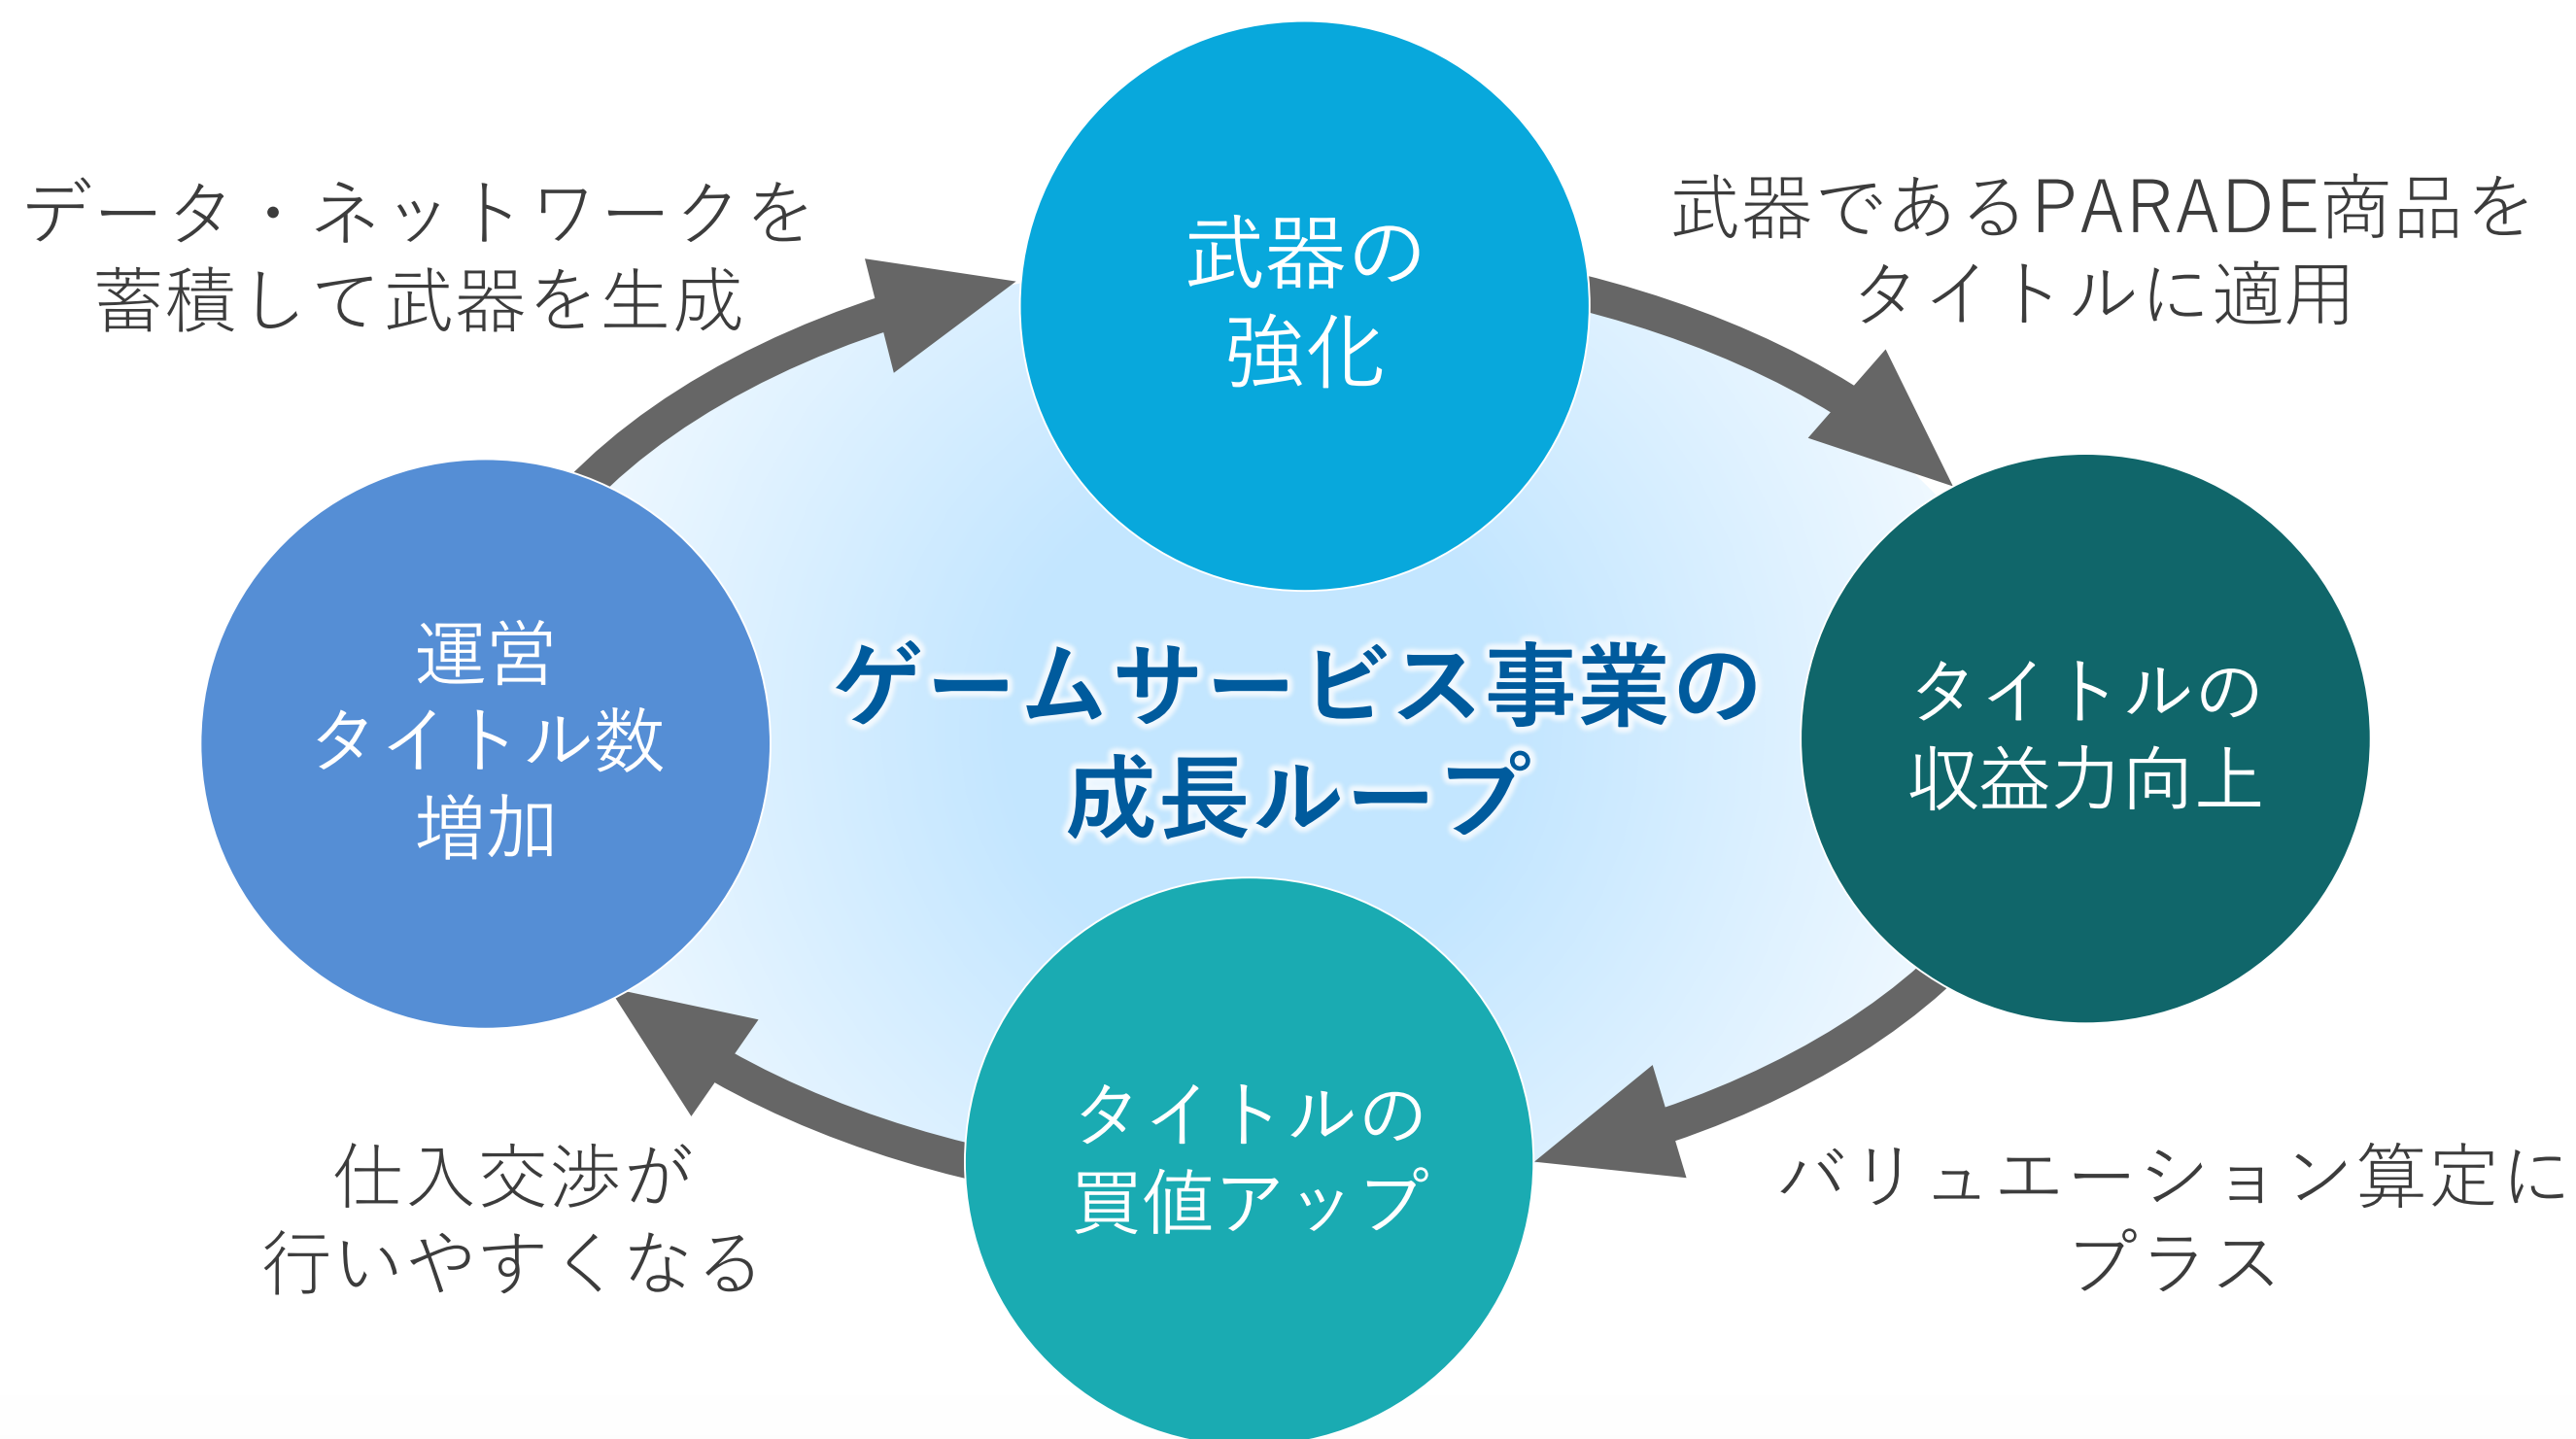 武器の
強化
データ・ネットワークを
蓄積して武器を生成
武器であるPARADE商品を
タイトルに適用
運営
タイトル数
増加
ゲームサービス事業の
成長ループ
タイトルの
収益力向上
タイトルの
買値アップ
仕入交渉が
行いやすくなる
バリュエーション算定に
プラス